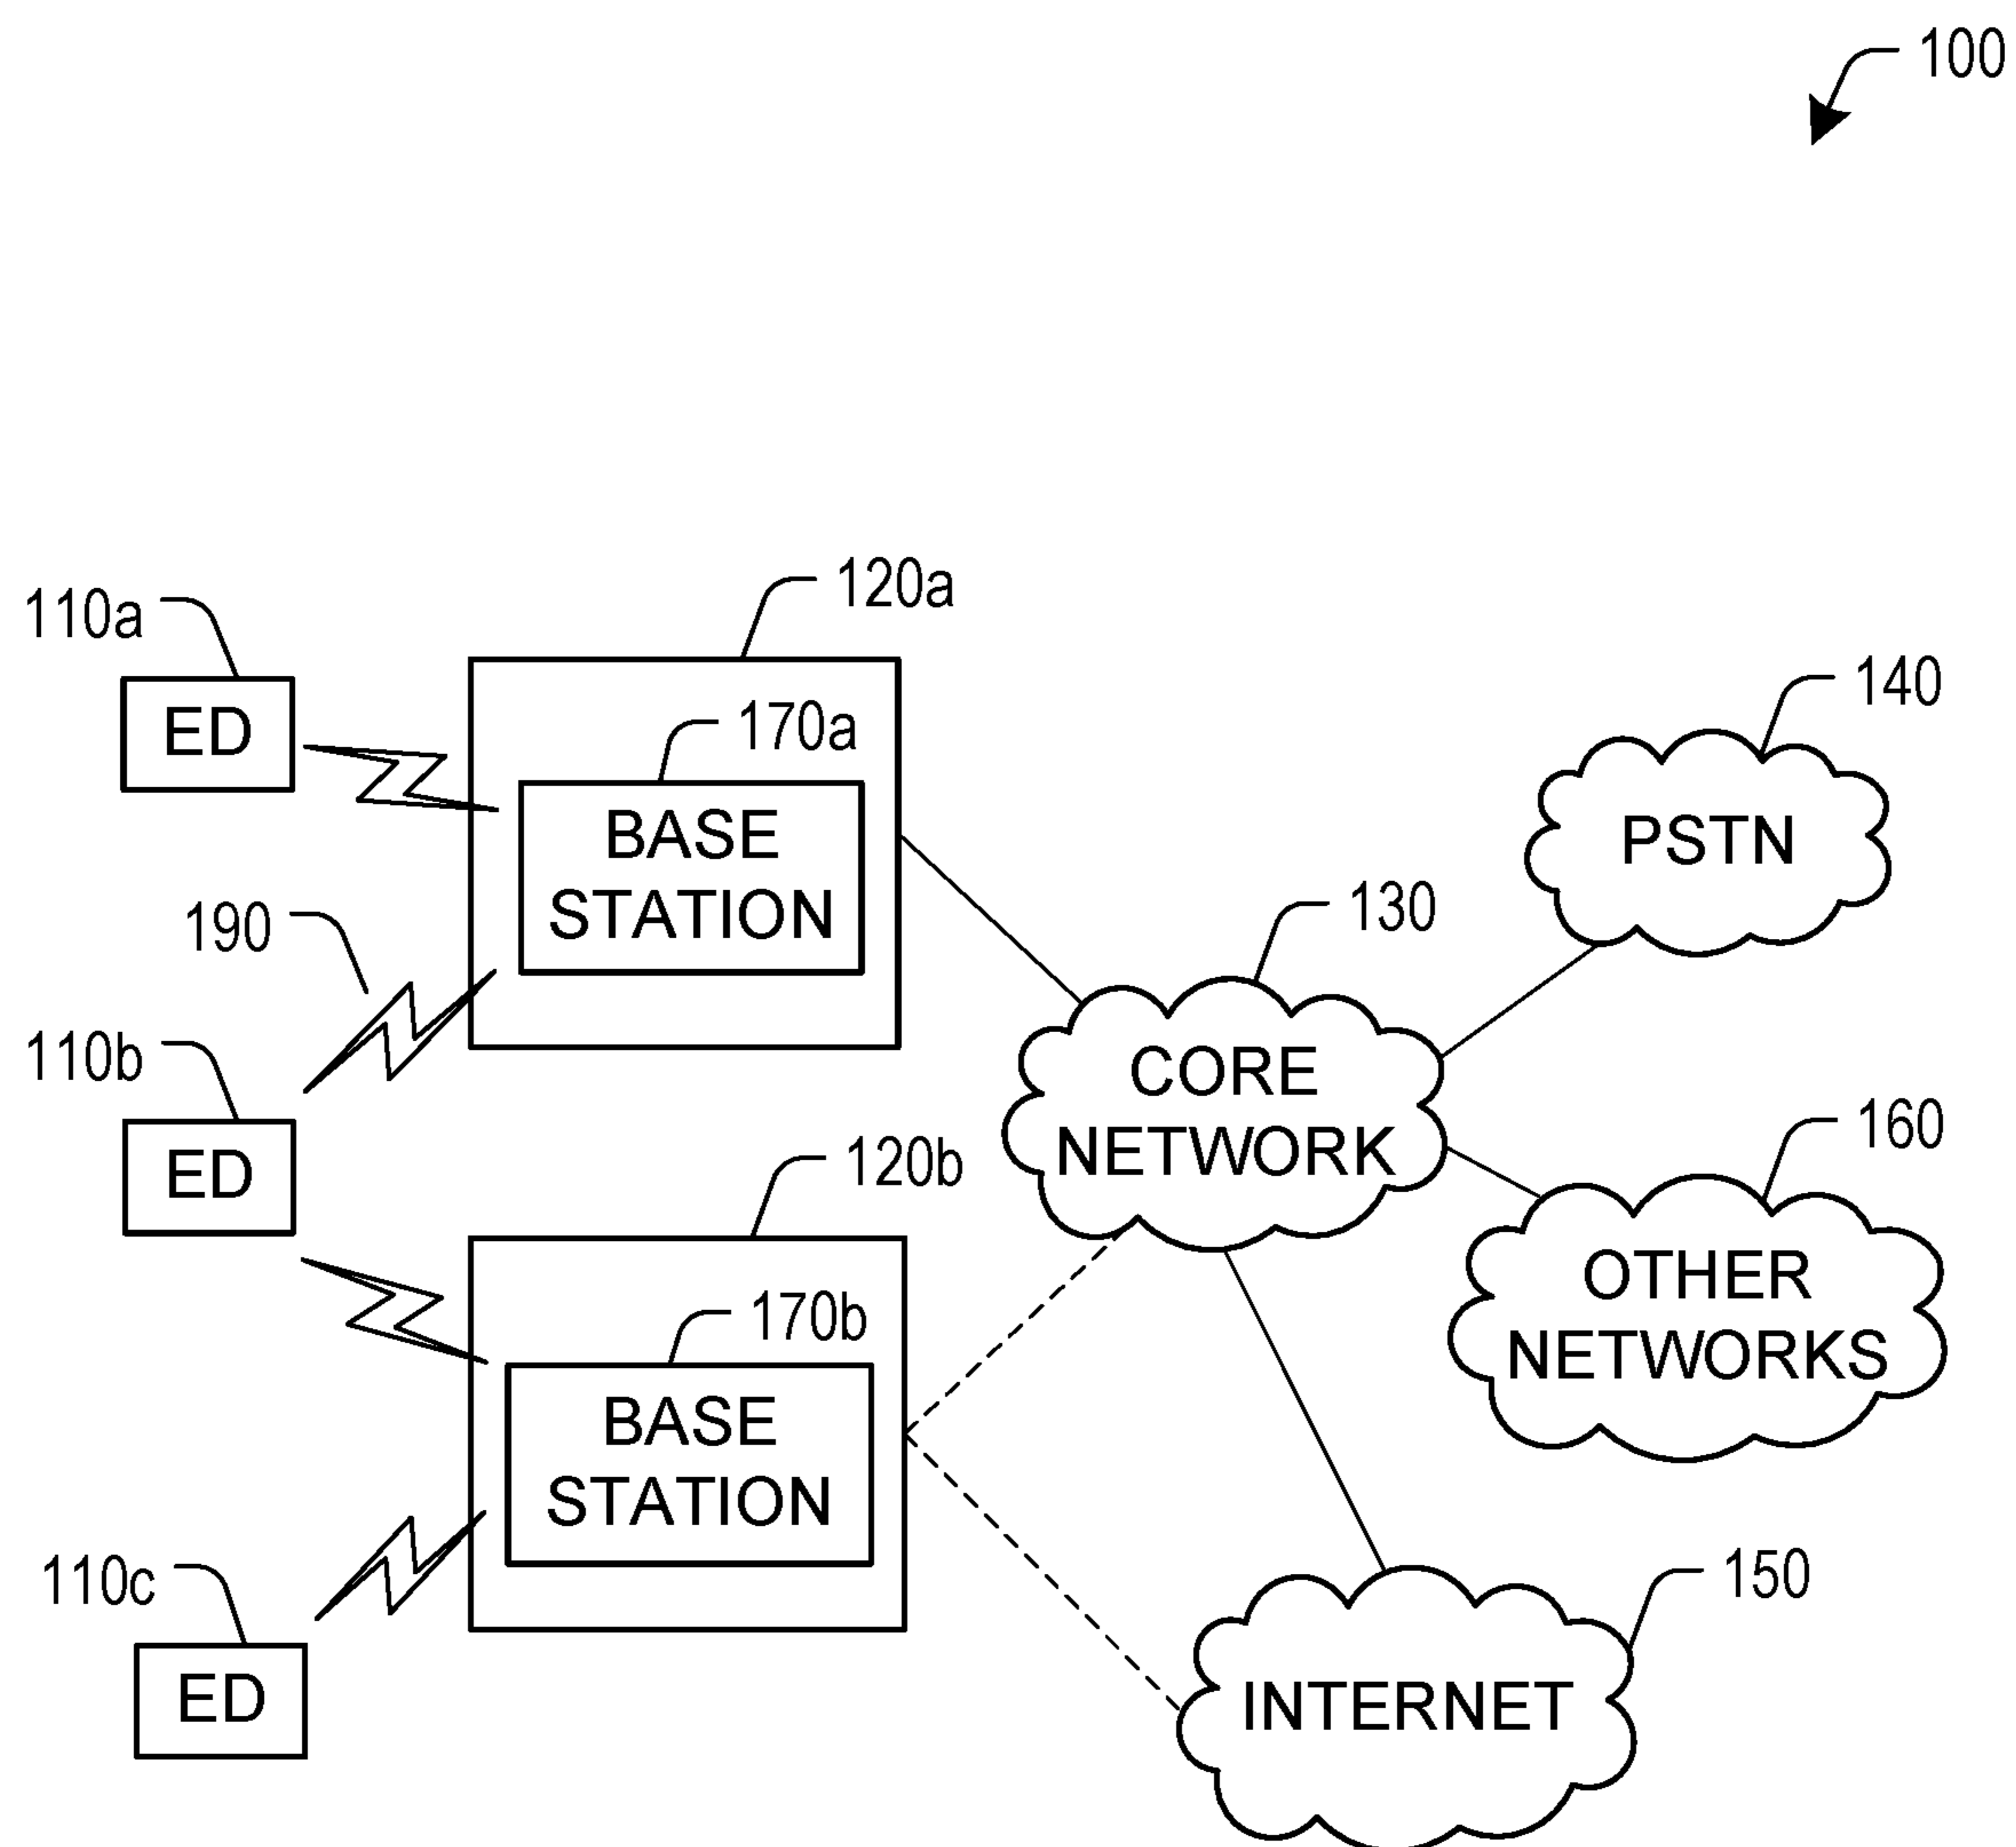 100
120a
110a
ED
170a
BASE
STATION
140
PSTN
190
130
CORE
NETWORK
110b
ED
120b
160
OTHER
NETWORKS
170b
BASE
STATION
110c
ED
150
INTERNET